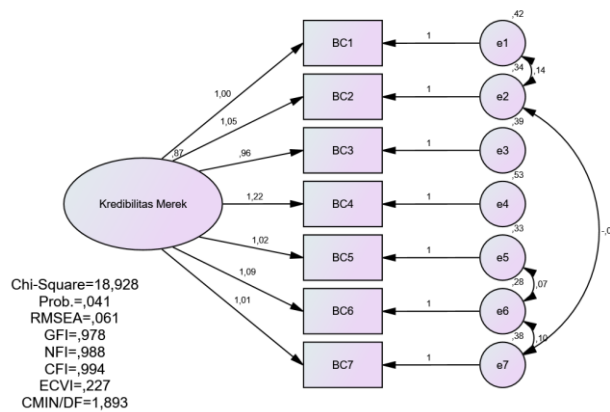 ,42
BC1
1
e1
1,00
,34
,14
BC2
1
e2
1,05
,39
,87
,96
BC3
1
e3
,53
Kredibilitas Merek
1,22
BC4
1
e4
,33
1,02
BC5
1
e5
1,09
,28
,07
BC6
1
e6
1,01
,38
,10
BC7
1
e7
Chi-Square=18,928
Prob.=,041
RMSEA=,061
GFI=,978
NFI=,988
CFI=,994
ECVI=,227
CMIN/DF=1,893